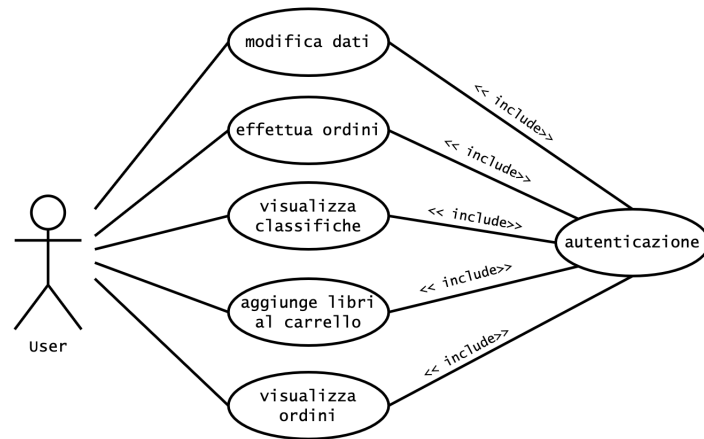 modifica dati
<< include>>
effettua ordini
<< include>>
visualizza
classifiche
<< include>>
autenticazione
aggiunge libri
al carrello
<< include>>
User
visualizza
ordini
<< include>>